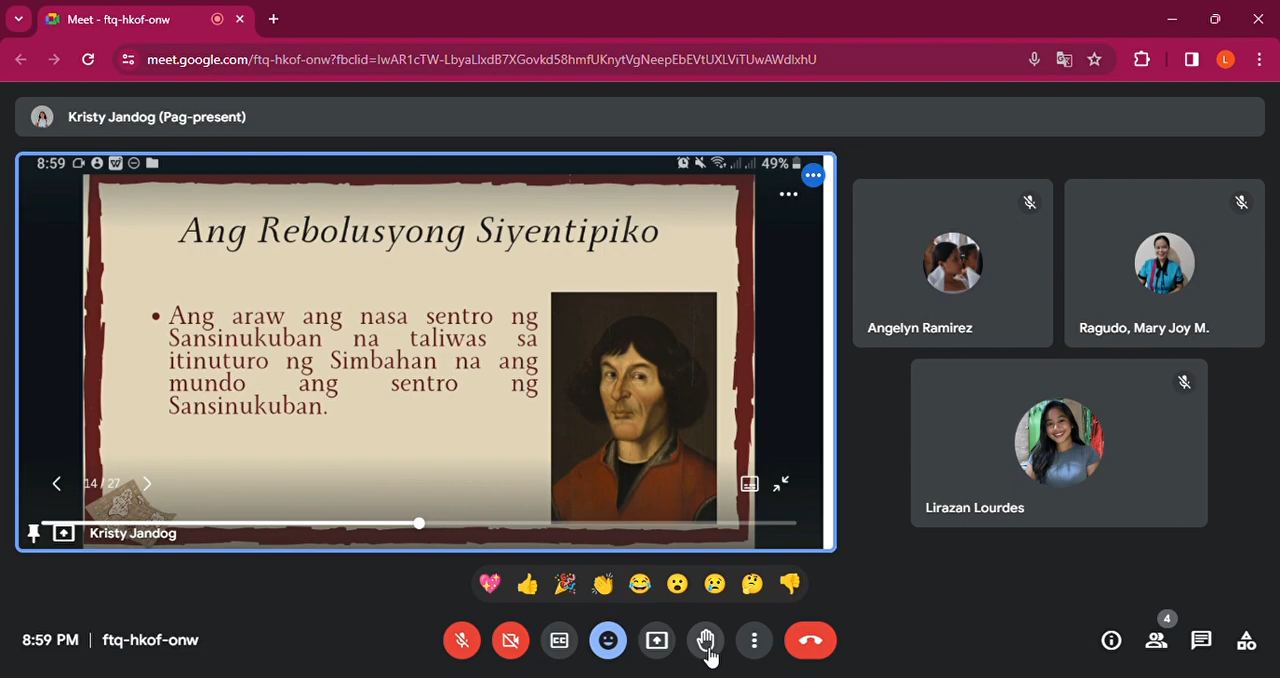 Meet - ftq-hkof-onw
meet.google.com/ftq-hkof-onw?fbclid=IwAR1cTW-LbyaLlxdB7XGovkd58hmfUKnytVgNeepEbEVtUXLViTUwAWdlxhU
L
Kristy Jandog (Pag-present)
8:59
49%
Ang Rebolusyong Siyentipiko
• Ang araw ang nasa sentro ng
Sansinukuban na taliwas sa
itinuturo ng Simbahan na ang
mundo ang sentro ng
Sansinukuban.
14 / 27
Kristy Jandog
Angelyn Ramirez
Ragudo, Mary Joy M.
Lirazan Lourdes
8:59 PM | ftq-hkof-onw
4